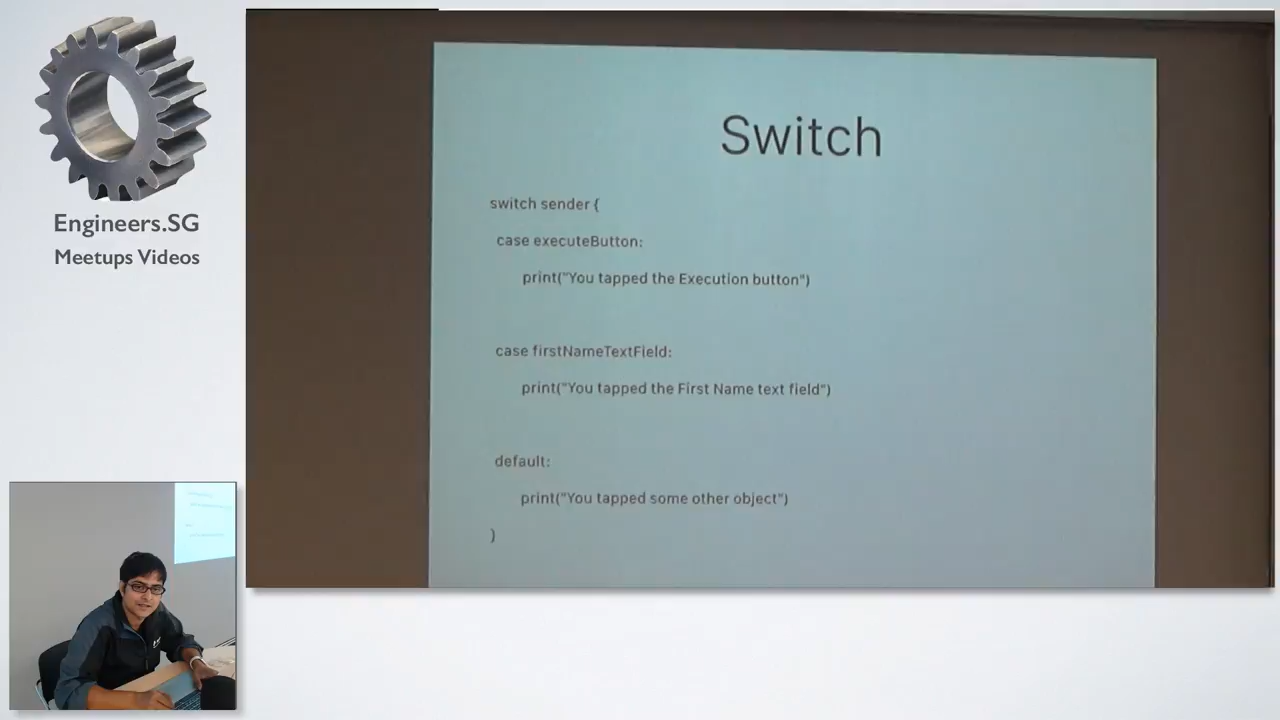 Engineers.SG
Meetups Videos
Switch
switch sender {
case executeButton:
print("You tapped the Execution button")
case firstNameTextField:
print("You tapped the First Name text field")
default:
print("You tapped some other object")
}